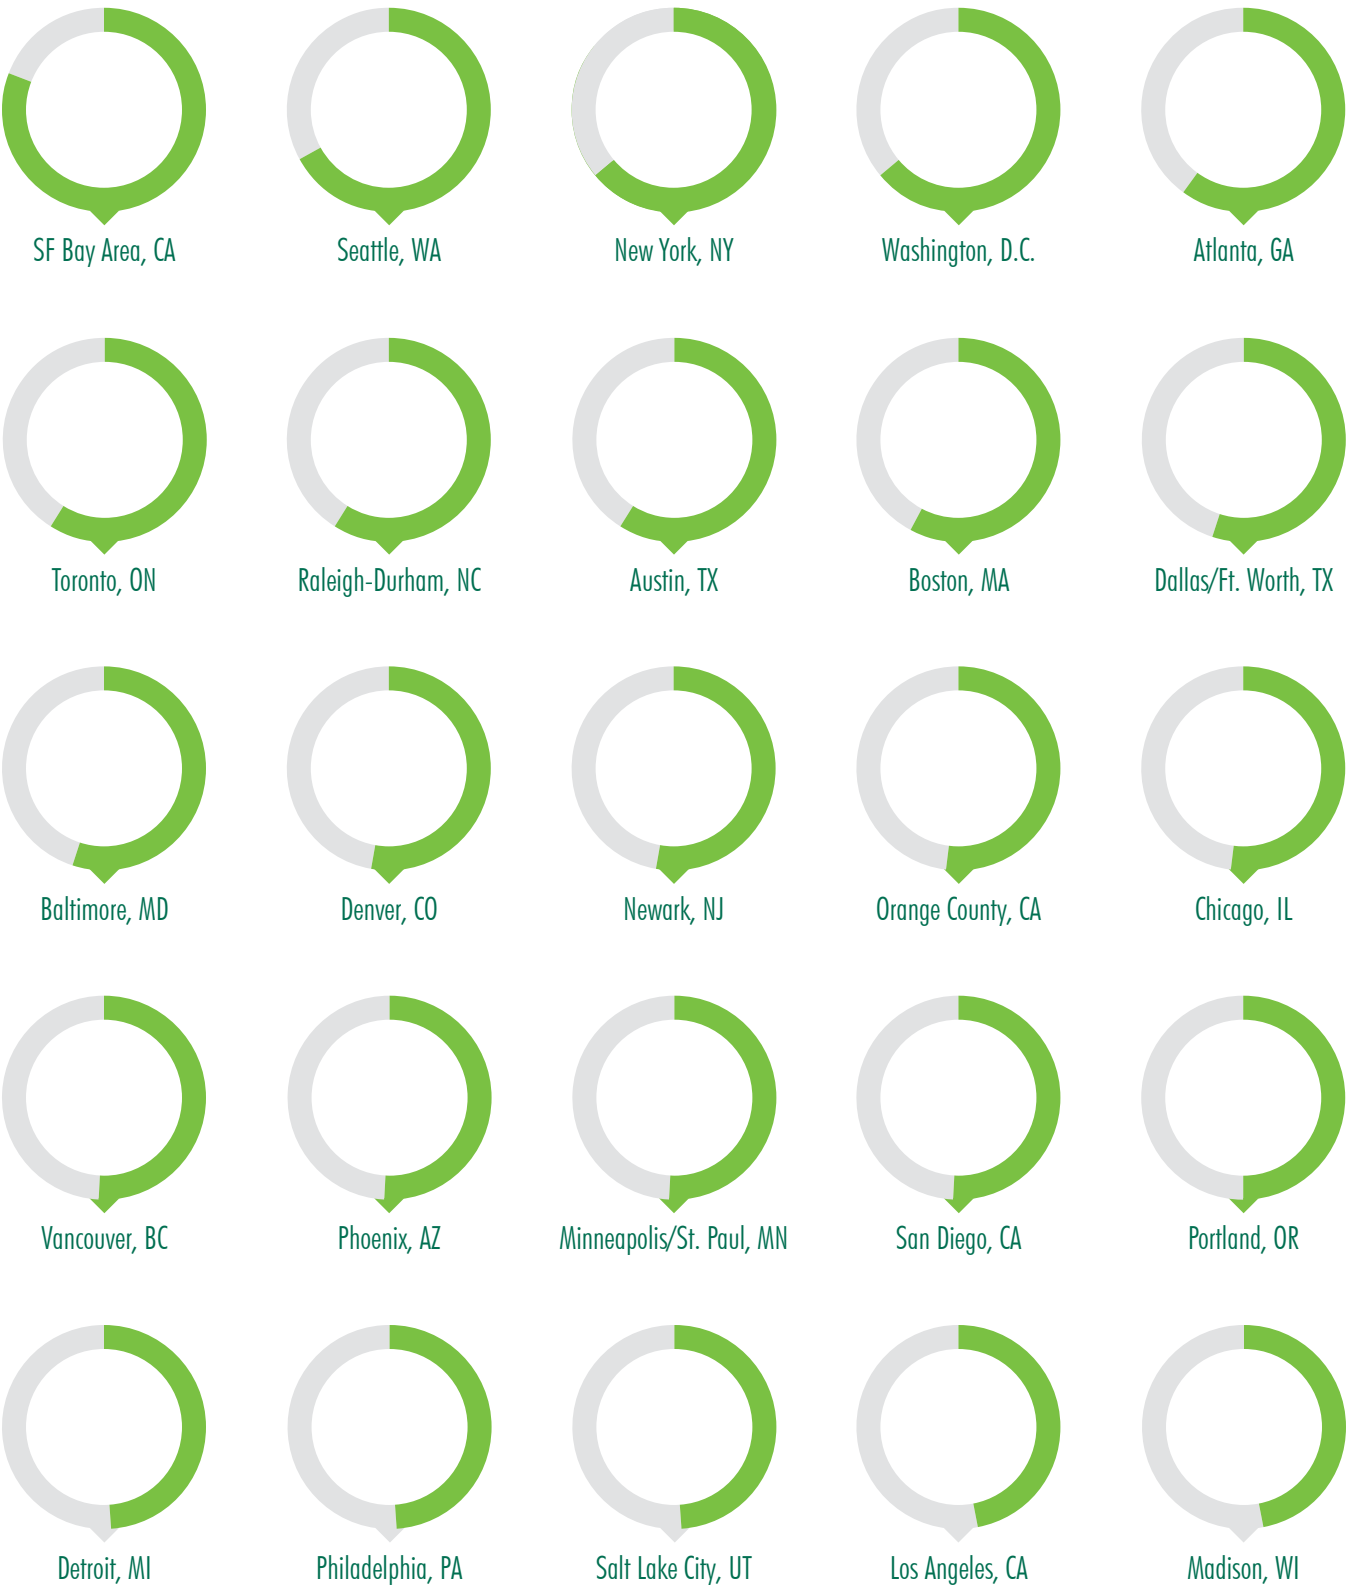 SF Bay Area, CA
Seattle, WA
New York, NY
Washington, D.C.
Atlanta, GA
Toronto, ON
Raleigh-Durham, NC
Austin, TX
Boston, MA
Dallas/Ft. Worth, TX
Baltimore, MD
Denver, CO
Newark, NJ
Orange County, CA
Chicago, IL
Vancouver, BC
Phoenix, AZ
Minneapolis/St. Paul, MN
San Diego, CA
Portland, OR
Detroit, MI
Philadelphia, PA
Salt Lake City, UT
Los Angeles, CA
Madison, WI